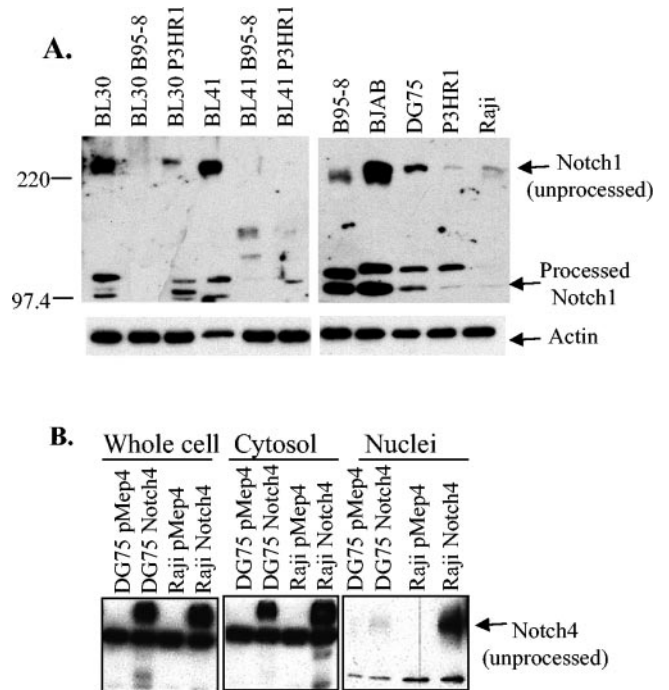 A.
BL30
BL30 B95-8
BL30 P3HR1
BL41
BL41 B95-8
BL41 P3HR1
B95-8
BJAB
DG75
P3HR1
Raji
220
97.4
Notch1
(unprocessed)
Processed
Notch1
Actin
B.
Whole cell
Cytosol
Nuclei
DG75 pMep4
DG75 Notch4
Raji pMep4
Raji Notch4
DG75 pMep4
DG75 Notch4
Raji pMep4
Raji Notch4
DG75 pMep4
DG75 Notch4
Raji pMep4
Raji Notch4
Notch4
(unprocessed)